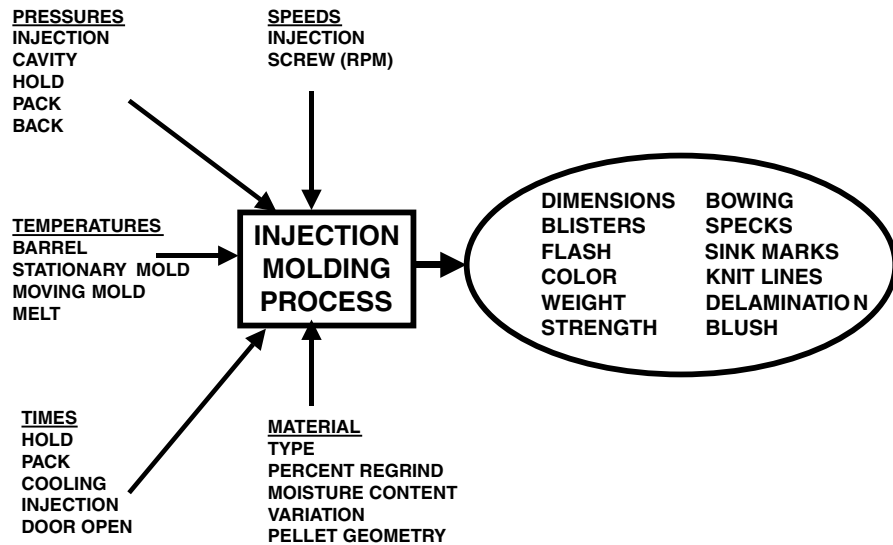 PRESSURES
INJECTION
CAVITY
HOLD
PACK
BACK
SPEEDS
INJECTION
SCREW (RPM)
TEMPERATURES
BARREL
STATIONARY MOLD
MOVING MOLD
MELT
INJECTION
MOLDING
PROCESS
DIMENSIONS
BLISTERS
FLASH
COLOR
WEIGHT
STRENGTH
BOWING
SPECKS
SINK MARKS
KNIT LINES
DELAMINATION
BLUSH
TIMES
HOLD
PACK
COOLING
INJECTION
DOOR OPEN
MATERIAL
TYPE
PERCENT REGRIND
MOISTURE CONTENT
VARIATION
PELLET GEOMETRY